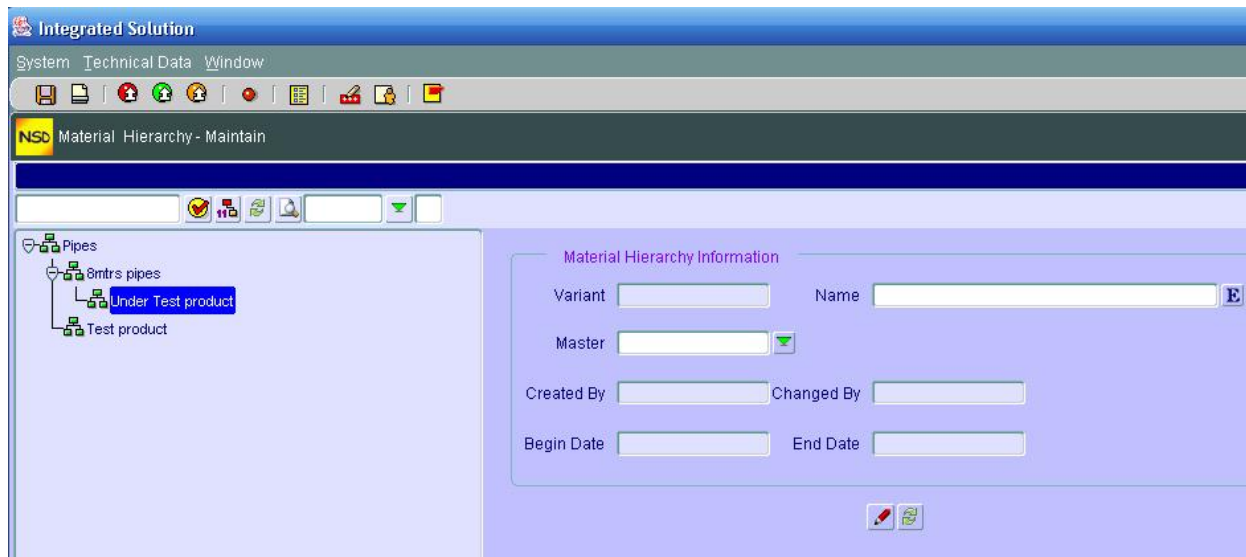 Integrated Solution
System Technical Data Window
NSD Material Hierarchy - Maintain
Pipes
8mtrs pipes
Under Test product
Test product
Material Hierarchy Information
Variant Name E
Master
Created By Changed By
Begin Date End Date